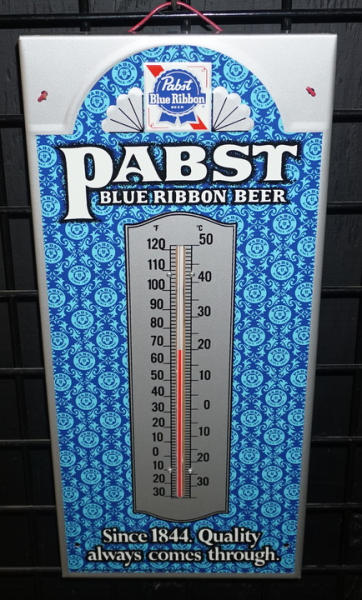 Pabst
Blue Ribbon
BEER
PABST
BLUE RIBBON BEER
°F °C
120 50
110
100 40
90
80 30
70 20
60
50 10
40
30 0
20
10 10
0
10 20
20
30 30
Since 1844. Quality
always comes through.